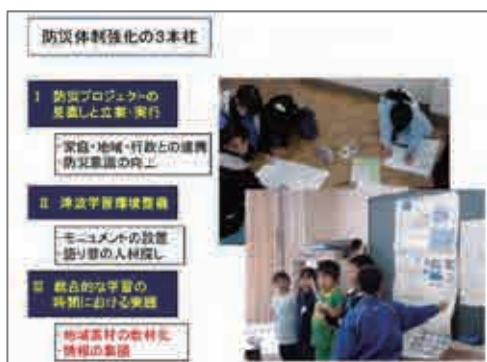 防災体制強化の3本柱
Ⅰ 防災プロジェクトの
見直しと立案・実行
家庭・地域・行政との連携
防災意識の向上
Ⅱ 津波学習環境整備
モニュメントの設置
語り部の人材探し
Ⅲ 総合的な学習の
時間における実践
地域素材の教材化
情報の集積